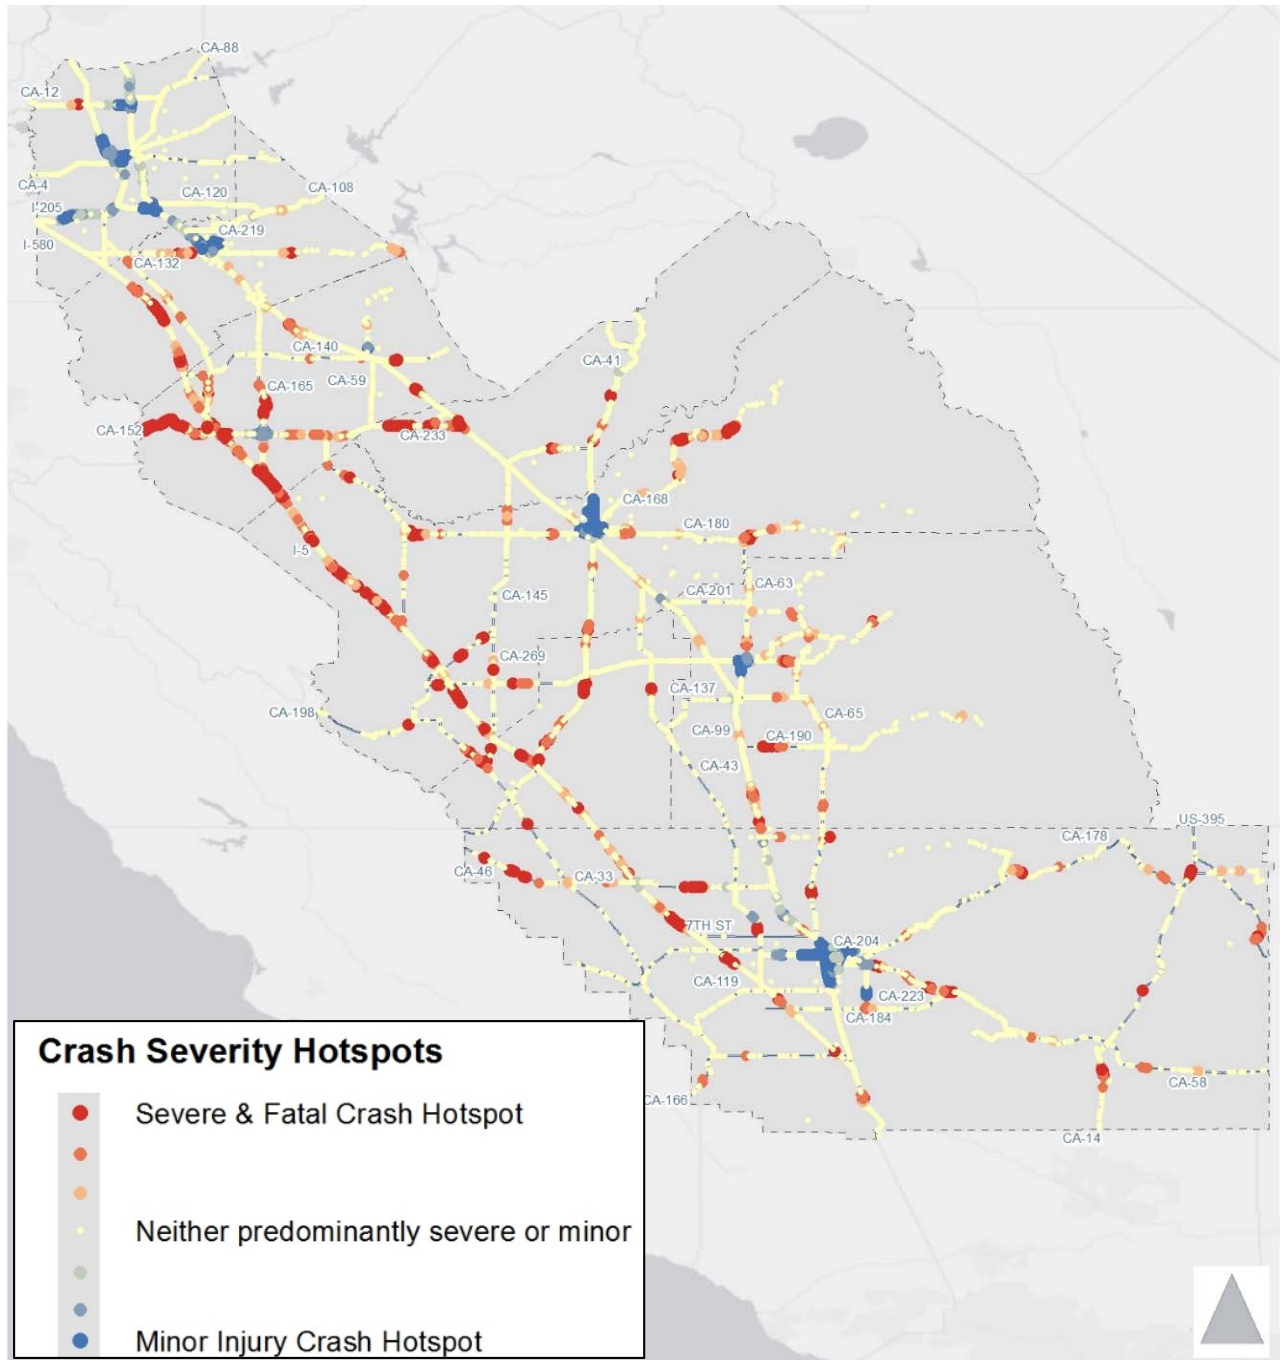 CA-88
CA-12
CA-4
CA-120
CA-108
I-205
CA-219
I-580
CA-132
CA-140
CA-41
CA-59
CA-165
CA-152
CA-233
CA-168
CA-180
I-5
CA-63
CA-201
CA-145
CA-269
CA-137
CA-198
CA-65
CA-99
CA-190
CA-43
US-395
CA-178
CA-46
CA-33
7TH ST
CA-204
CA-119
CA-223
CA-184
CA-58
CA-166
CA-14
Crash Severity Hotspots
Severe & Fatal Crash Hotspot
Neither predominantly severe or minor
Minor Injury Crash Hotspot